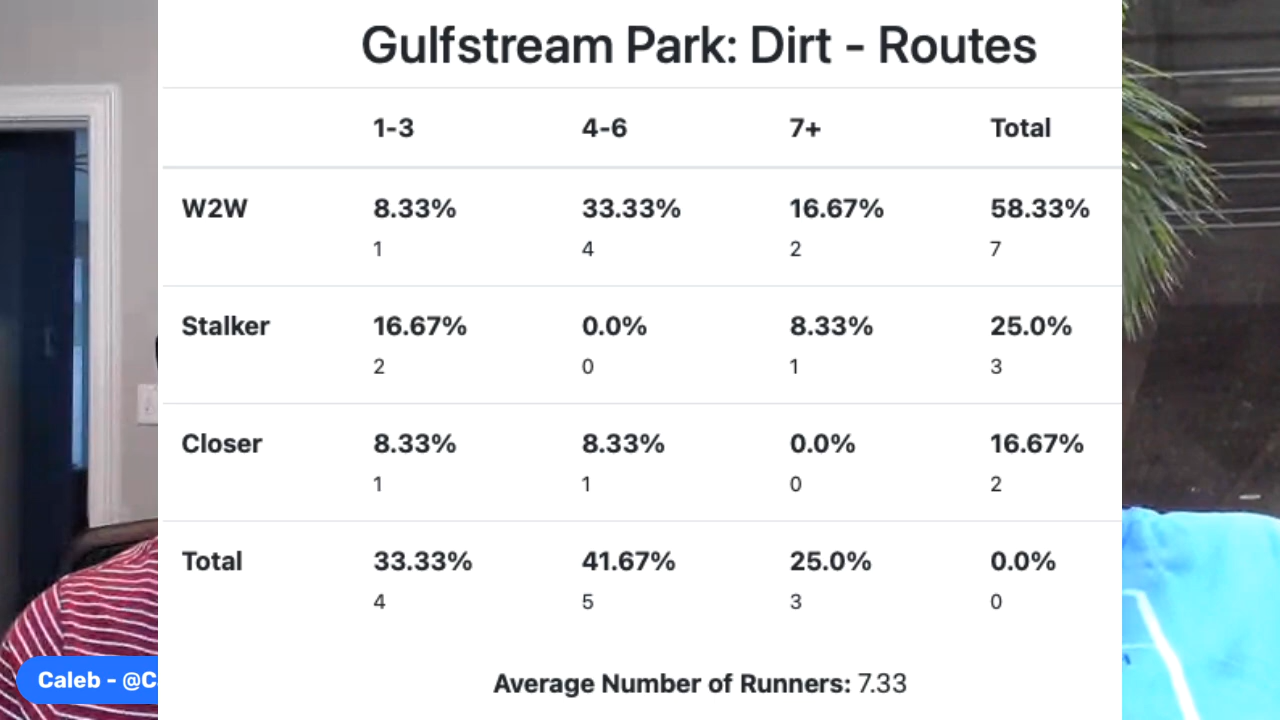 Gulfstream Park: Dirt - Routes
1-3 4-6 7+ Total
W2W 8.33% 33.33% 16.67% 58.33%
1 4 2 7
Stalker 16.67% 0.0% 8.33% 25.0%
2 0 1 3
Closer 8.33% 8.33% 0.0% 16.67%
1 1 0 2
Total 33.33% 41.67% 25.0% 0.0%
4 5 3 0
Average Number of Runners: 7.33
Caleb - @C